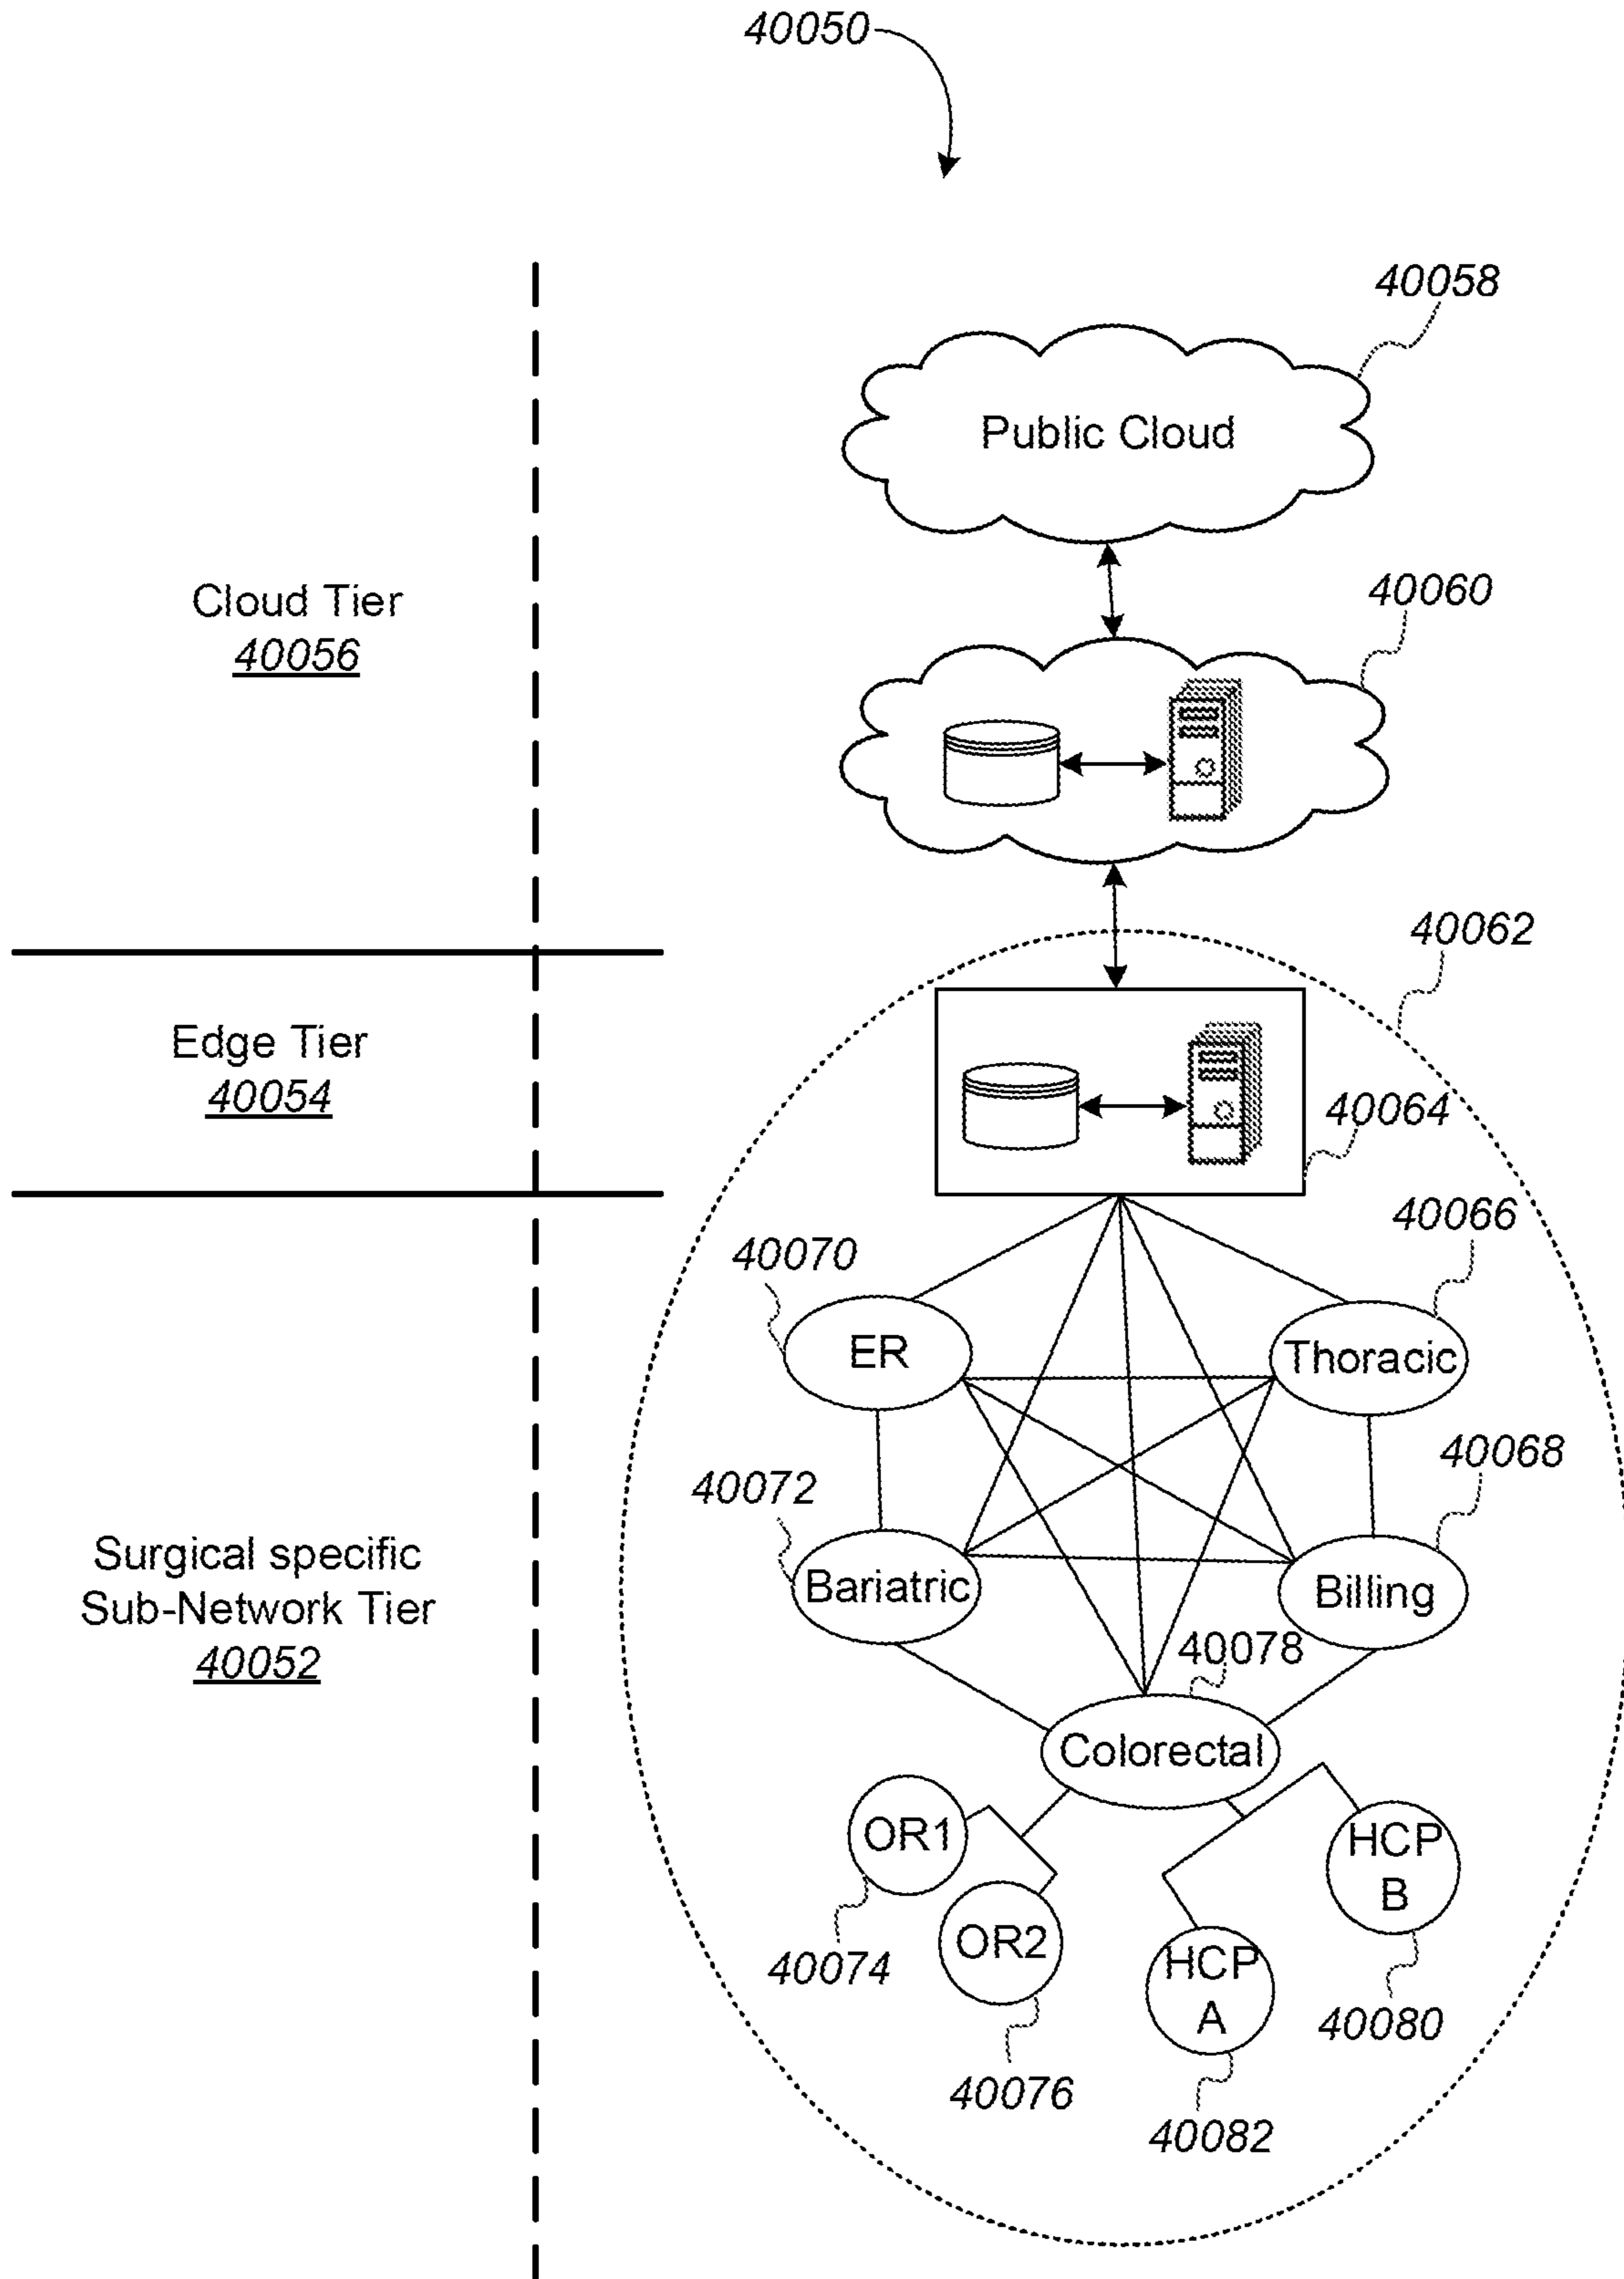 40050
40058
Public Cloud
Cloud Tier
40056
40060
40062
Edge Tier
40054
40064
40066
40070
ER
Thoracic
40068
40072
Surgical specific
Sub-Network Tier
40052
Bariatric
Billing
40078
Colorectal
OR1
HCP
B
OR2
40074
HCP
A
40080
40076
40082